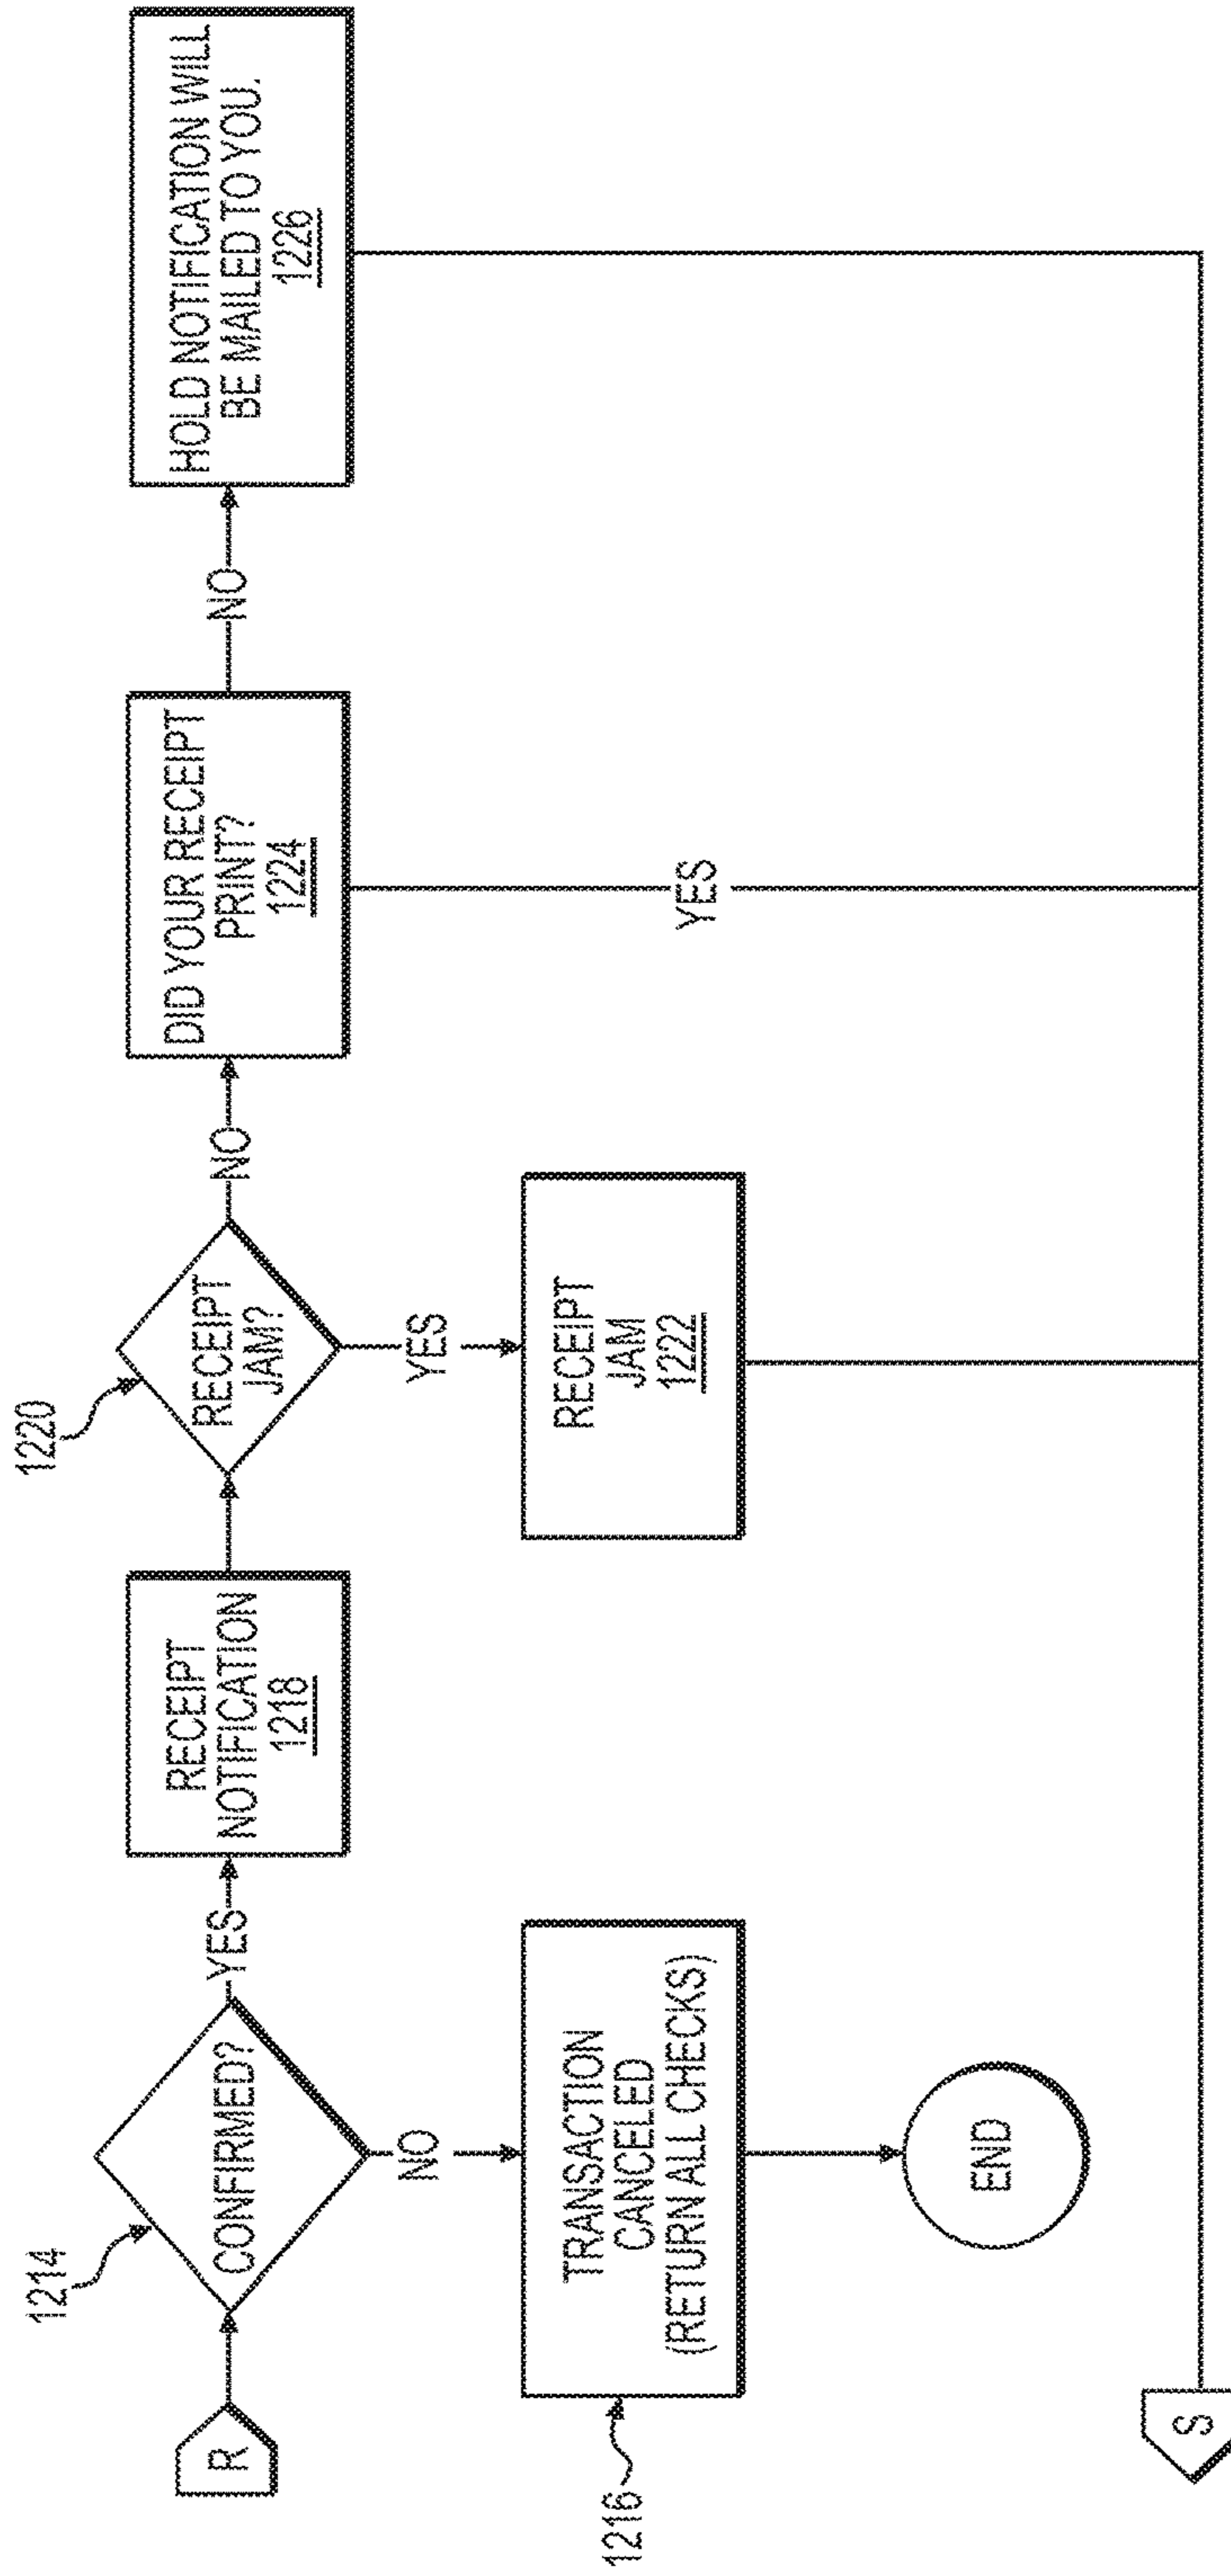 R
1214
CONFIRMED?
YES
RECEIPT
NOTIFICATION
1218
1220
RECEIPT
JAM?
NO
DID YOUR RECEIPT
PRINT?
1224
NO
HOLD NOTIFICATION WILL
BE MAILED TO YOU.
1226
NO
1216
TRANSACTION
CANCELED
(RETURN ALL CHECKS)
END
YES
RECEIPT
JAM
1222
YES
S